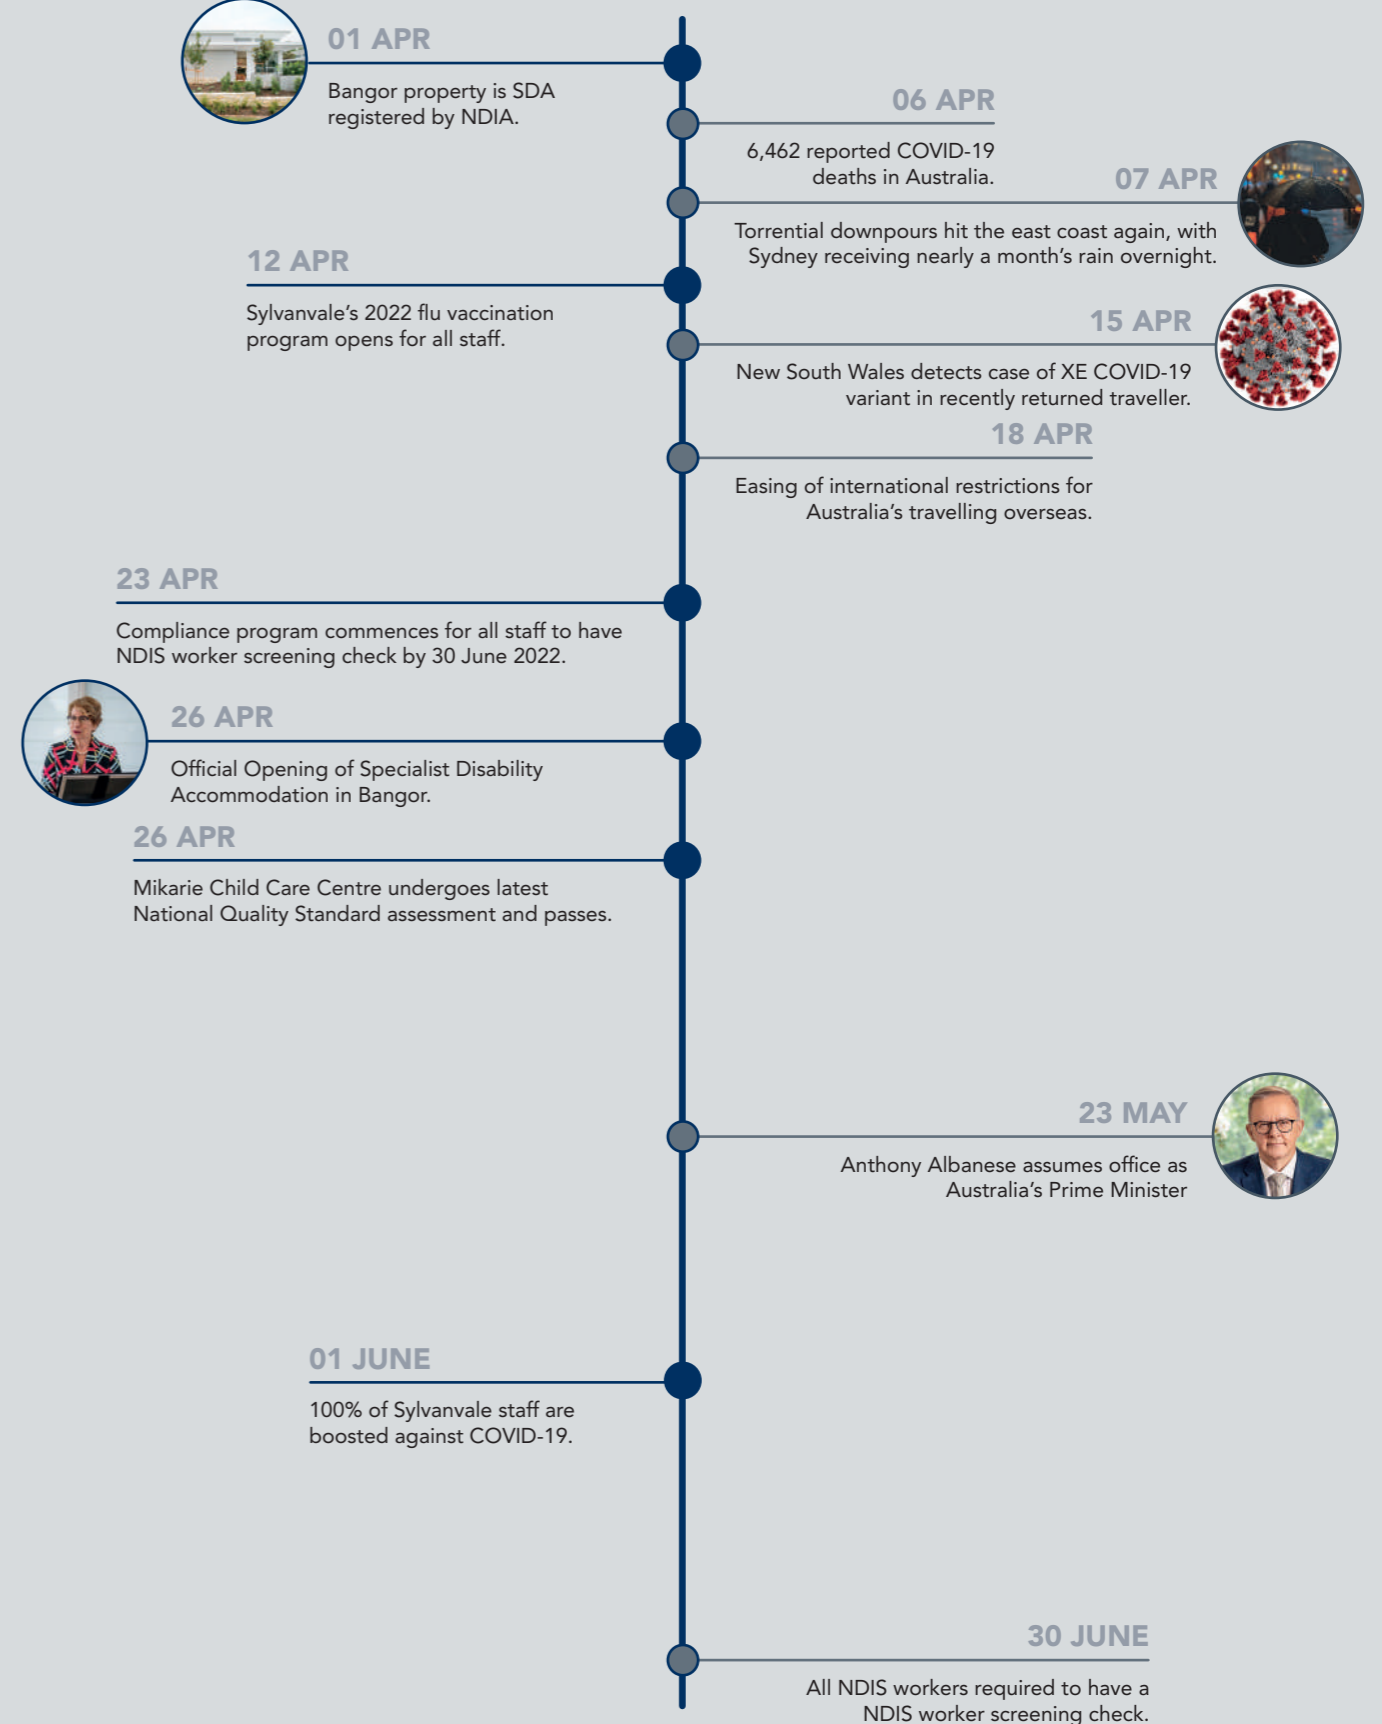 01 APR
Bangor property is SDA
registered by NDIA.
06 APR
6,462 reported COVID-19
deaths in Australia.
07 APR
Torrential downpours hit the east coast again, with
Sydney receiving nearly a month's rain overnight.
12 APR
Sylvanvale's 2022 flu vaccination
program opens for all staff.
15 APR
New South Wales detects case of XE COVID-19
variant in recently returned traveller.
18 APR
Easing of international restrictions for
Australia's travelling overseas.
23 APR
Compliance program commences for all staff to have
NDIS worker screening check by 30 June 2022.
26 APR
Official Opening of Specialist Disability
Accommodation in Bangor.
26 APR
Mikarie Child Care Centre undergoes latest
National Quality Standard assessment and passes.
23 MAY
Anthony Albanese assumes office as
Australia's Prime Minister
01 JUNE
100% of Sylvanvale staff are
boosted against COVID-19.
30 JUNE
All NDIS workers required to have a
NDIS worker screening check.